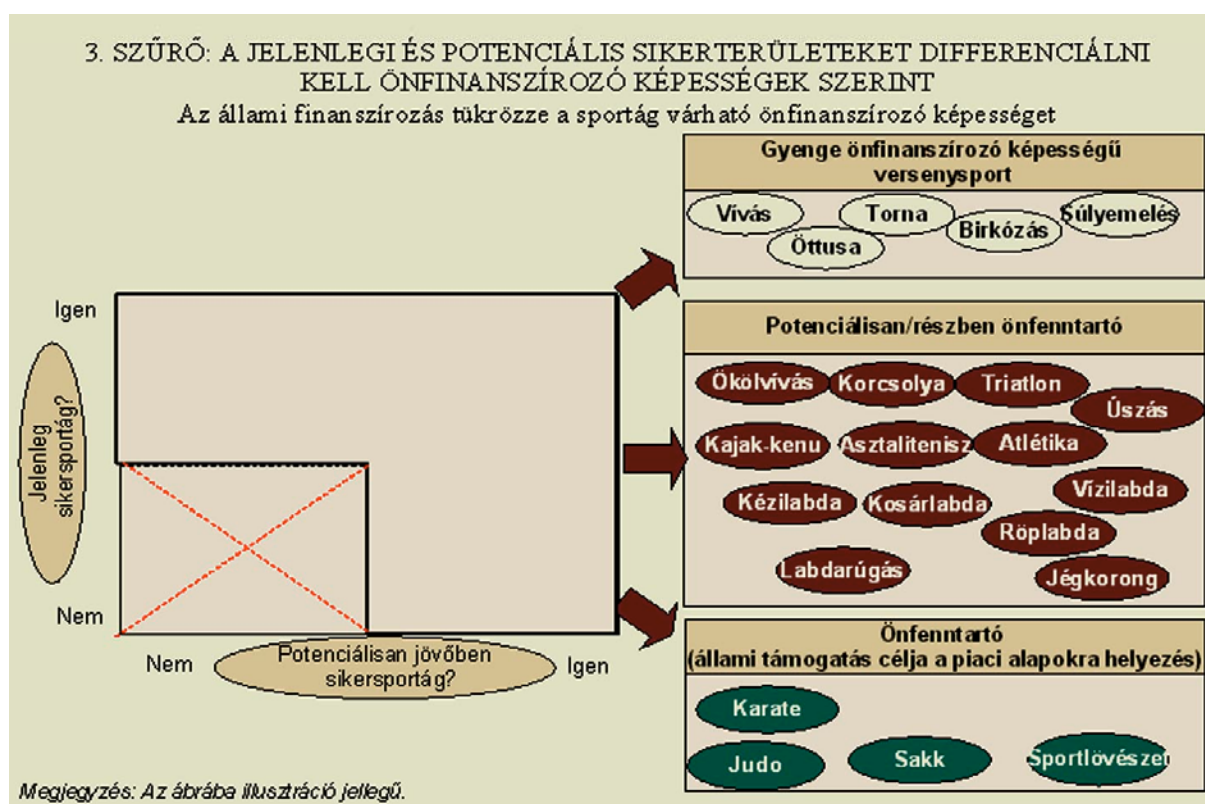 3. SZŰRŐ: A JELENLEGI ÉS POTENCIÁLIS SIKERTERÜLETEKET DIFFERENCIÁLNI
KELL ÖNFINANSZÍROZÓ KÉPESSÉGEK SZERINT
Az állami finanszírozás tükrözze a sportág várható önfinanszírozó képességet
Gyenge önfinanszírozó képességű
versenysport
Vívás
Torna
Súlyemelés
Öttusa
Birkózás
Igen
Jelenleg
sikersportág?
Nem
Nem
Potenciálisan jövőben
sikersportág?
Igen
Potenciálisan/részben önfenntartó
Ökölvívás
Korcsolya
Triatlon
Úszás
Kajak-kenu
Asztalitenisz
Atlétika
Kézilabda
Kosárlabda
Vízilabda
Röplabda
Labdarúgás
Jégkorong
Önfenntartó
(állami támogatás célja a piaci alapokra helyezés)
Karate
Judo
Sakk
Sportlövészet
Megjegyzés: Az ábrába illusztráció jellegű.